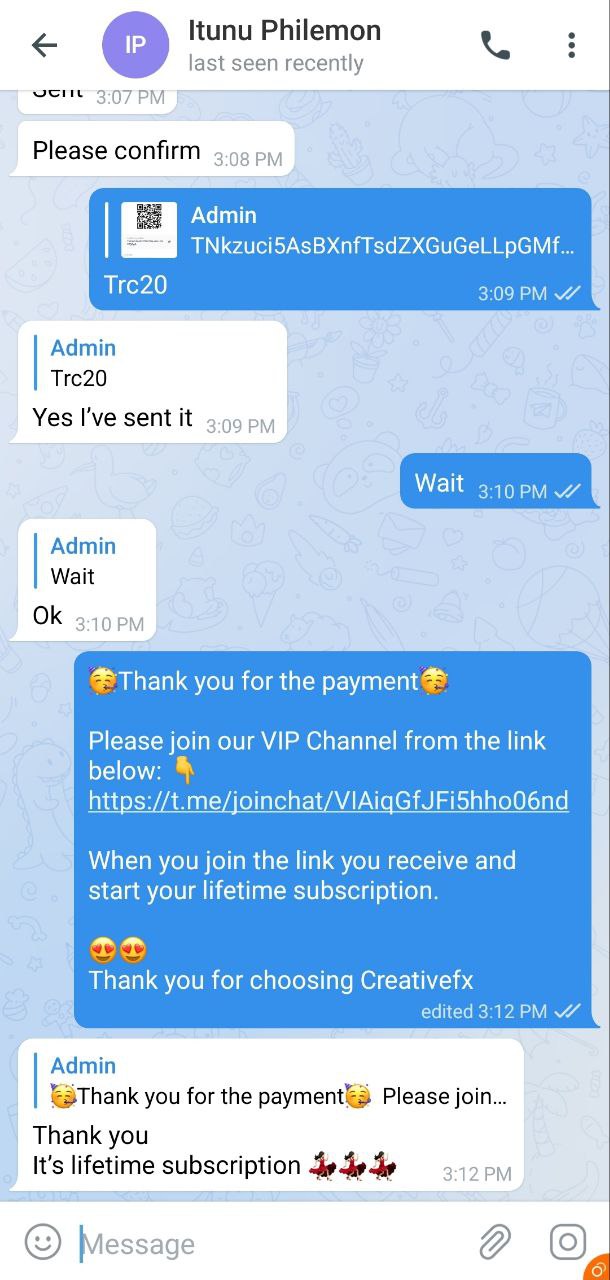 IP
Itunu Philemon
last seen recently
Sent 3:07 PM
Please confirm 3:08 PM
Admin
TNkzuci5AsBXnfTsdZXGuGeLLpGMf...
Trc20
3:09 PM
Admin
Trc20
Yes I’ve sent it 3:09 PM
Wait 3:10 PM
Admin
Wait
Ok 3:10 PM
🥳Thank you for the payment🥳
Please join our VIP Channel from the link
below: 👇
https://t.me/joinchat/VIAiqGfJFi5hho06nd
When you join the link you receive and
start your lifetime subscription.
😍😍
Thank you for choosing Creativefx
edited 3:12 PM
Admin
🥳Thank you for the payment🥳 Please join...
Thank you
It’s lifetime subscription 💃💃💃 3:12 PM
Message